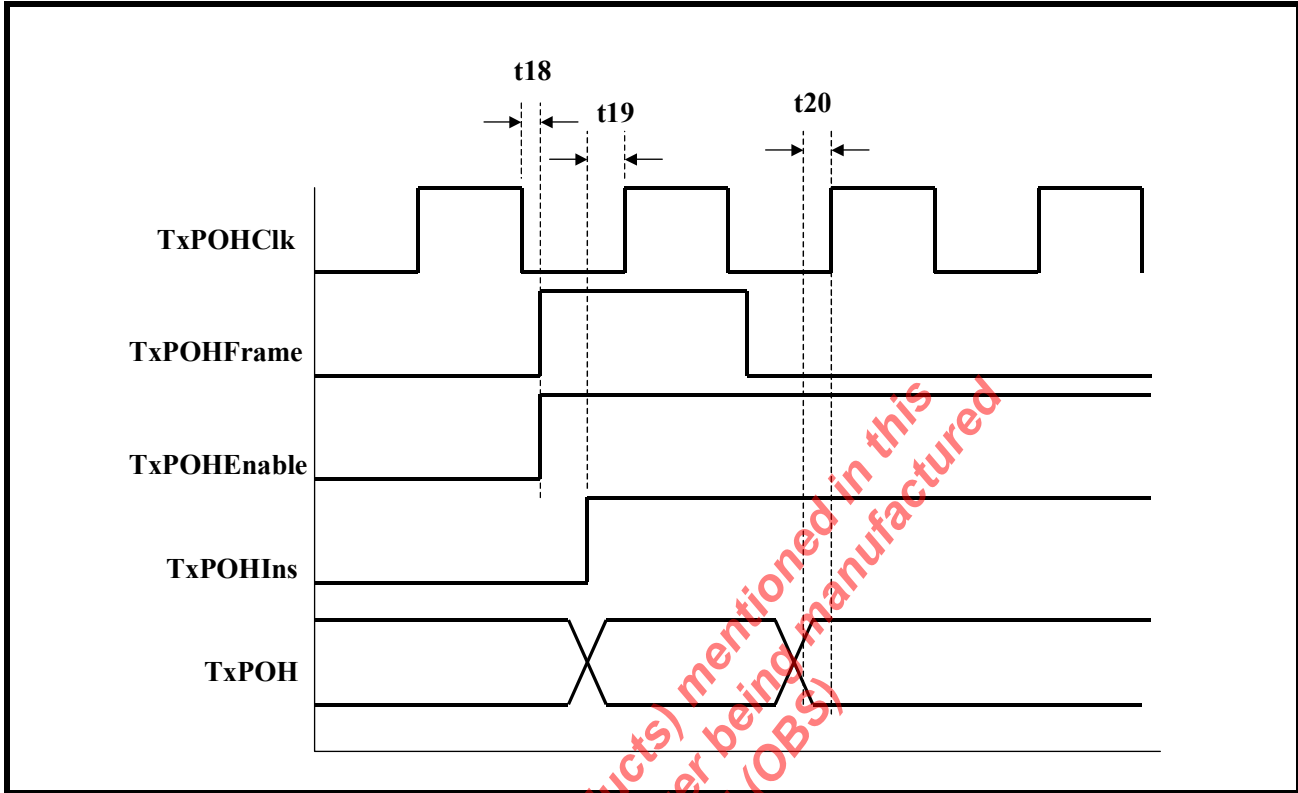 t18
t19
t20
TxPOHClk
TxPOHFrame
TxPOHEnable
TxPOHIns
TxPOH
mentioned in this
being manufactured
(OBS)